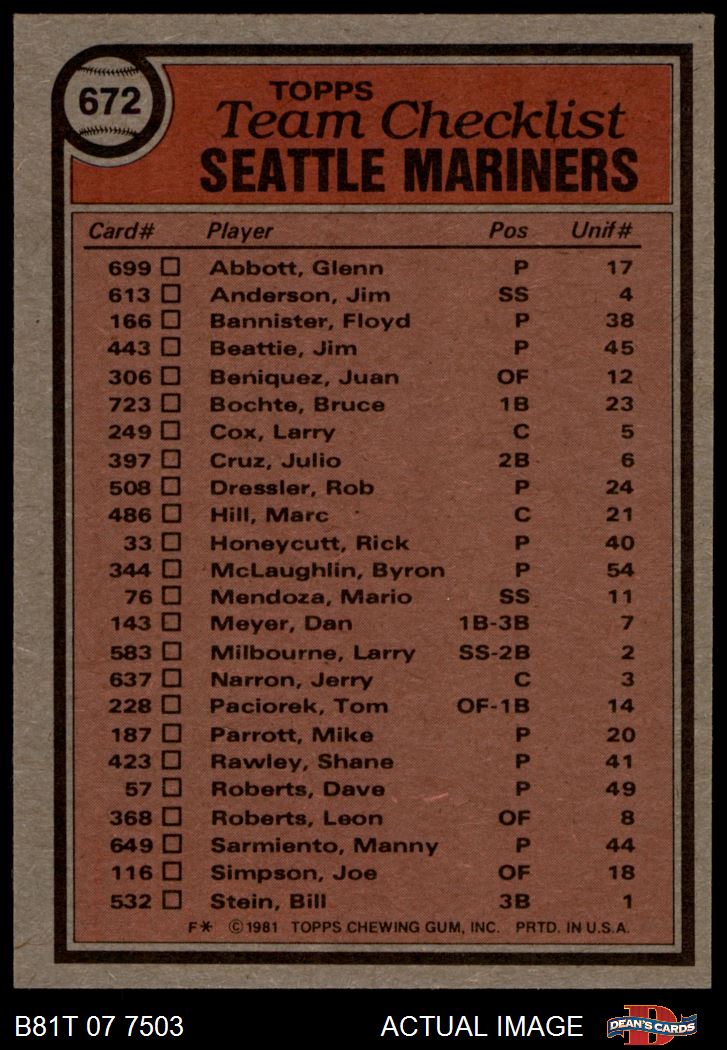 672
TOPPS
Team Checklist
SEATTLE MARINERS
Card# Player Pos Unif#
699 Abbott, Glenn P 17
613 Anderson, Jim SS 4
166 Bannister, Floyd P 38
443 Beattie, Jim P 45
306 Beniquez, Juan OF 12
723 Bochte, Bruce 1B 23
249 Cox, Larry C 5
397 Cruz, Julio 2B 6
508 Dressler, Rob P 24
486 Hill, Marc C 21
33 Honeycutt, Rick P 40
344 McLaughlin, Byron P 54
76 Mendoza, Mario SS 11
143 Meyer, Dan 1B-3B 7
583 Milbourne, Larry SS-2B 2
637 Narron, Jerry C 3
228 Paciorek, Tom OF-1B 14
187 Parrott, Mike P 20
423 Rawley, Shane P 41
57 Roberts, Dave P 49
368 Roberts, Leon OF 8
649 Sarmiento, Manny P 44
116 Simpson, Joe OF 18
532 Stein, Bill 3B 1
F* ©1981 TOPPS CHEWING GUM, INC. PRTD. IN U.S.A.
B81T 07 7503 ACTUAL IMAGE DEAN'S CARDS